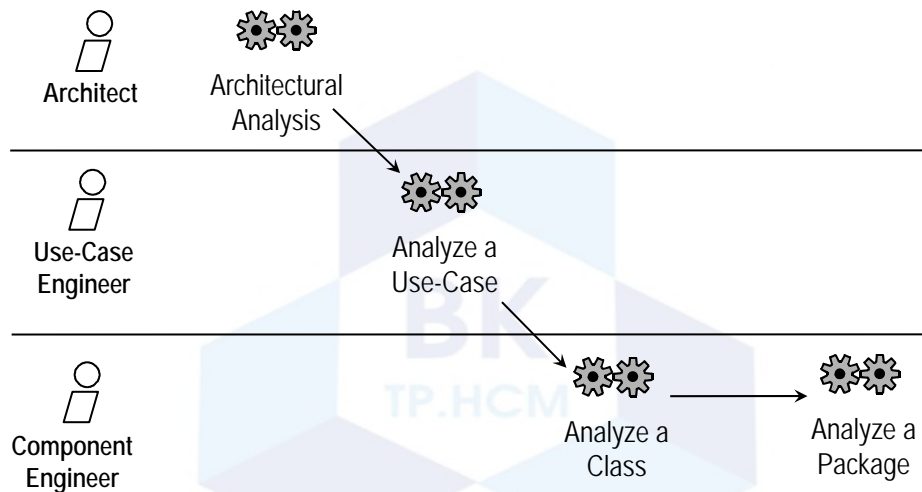 Architect
Architectural
Analysis
Use-Case
Engineer
Analyze a
Use-Case
BK
TP.HCM
Component
Engineer
Analyze a
Class
Analyze a
Package